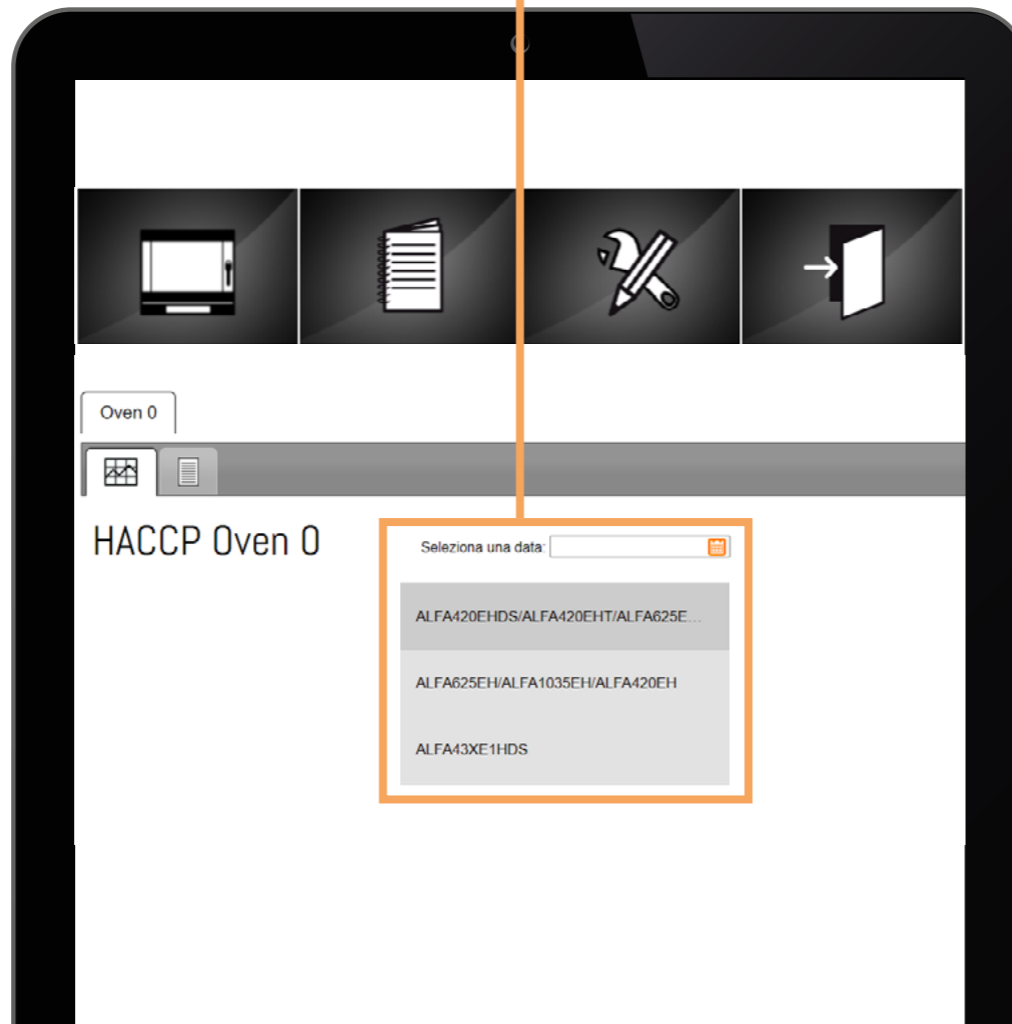 Oven 0
HACCP Oven 0
Seleziona una data:
ALFA420EHDS/ALFA420EHT/ALFA625E...
ALFA625EH/ALFA1035EH/ALFA420EH
ALFA43XE1HDS